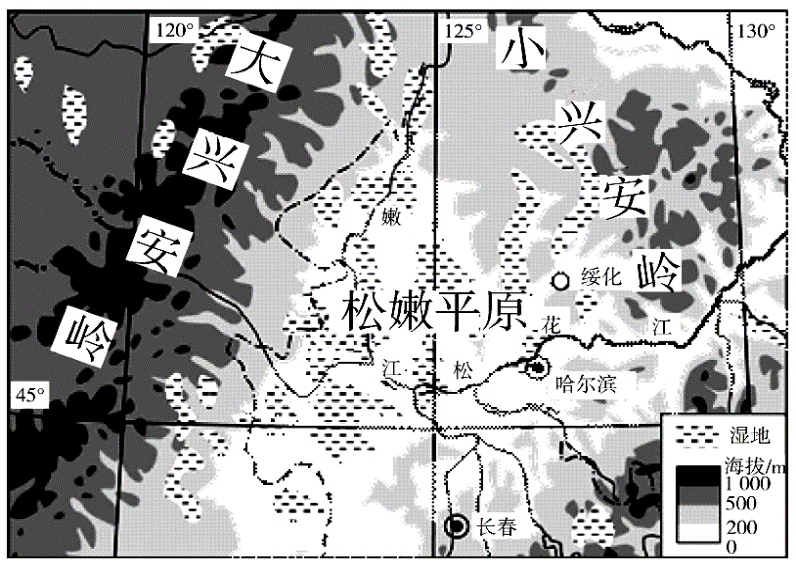 120°
125°
130°
大兴安岭
小兴安岭
嫩江
绥化
松嫩平原
松花江
哈尔滨
45°
长春
湿地
海拔/m
1 000
500
200
0